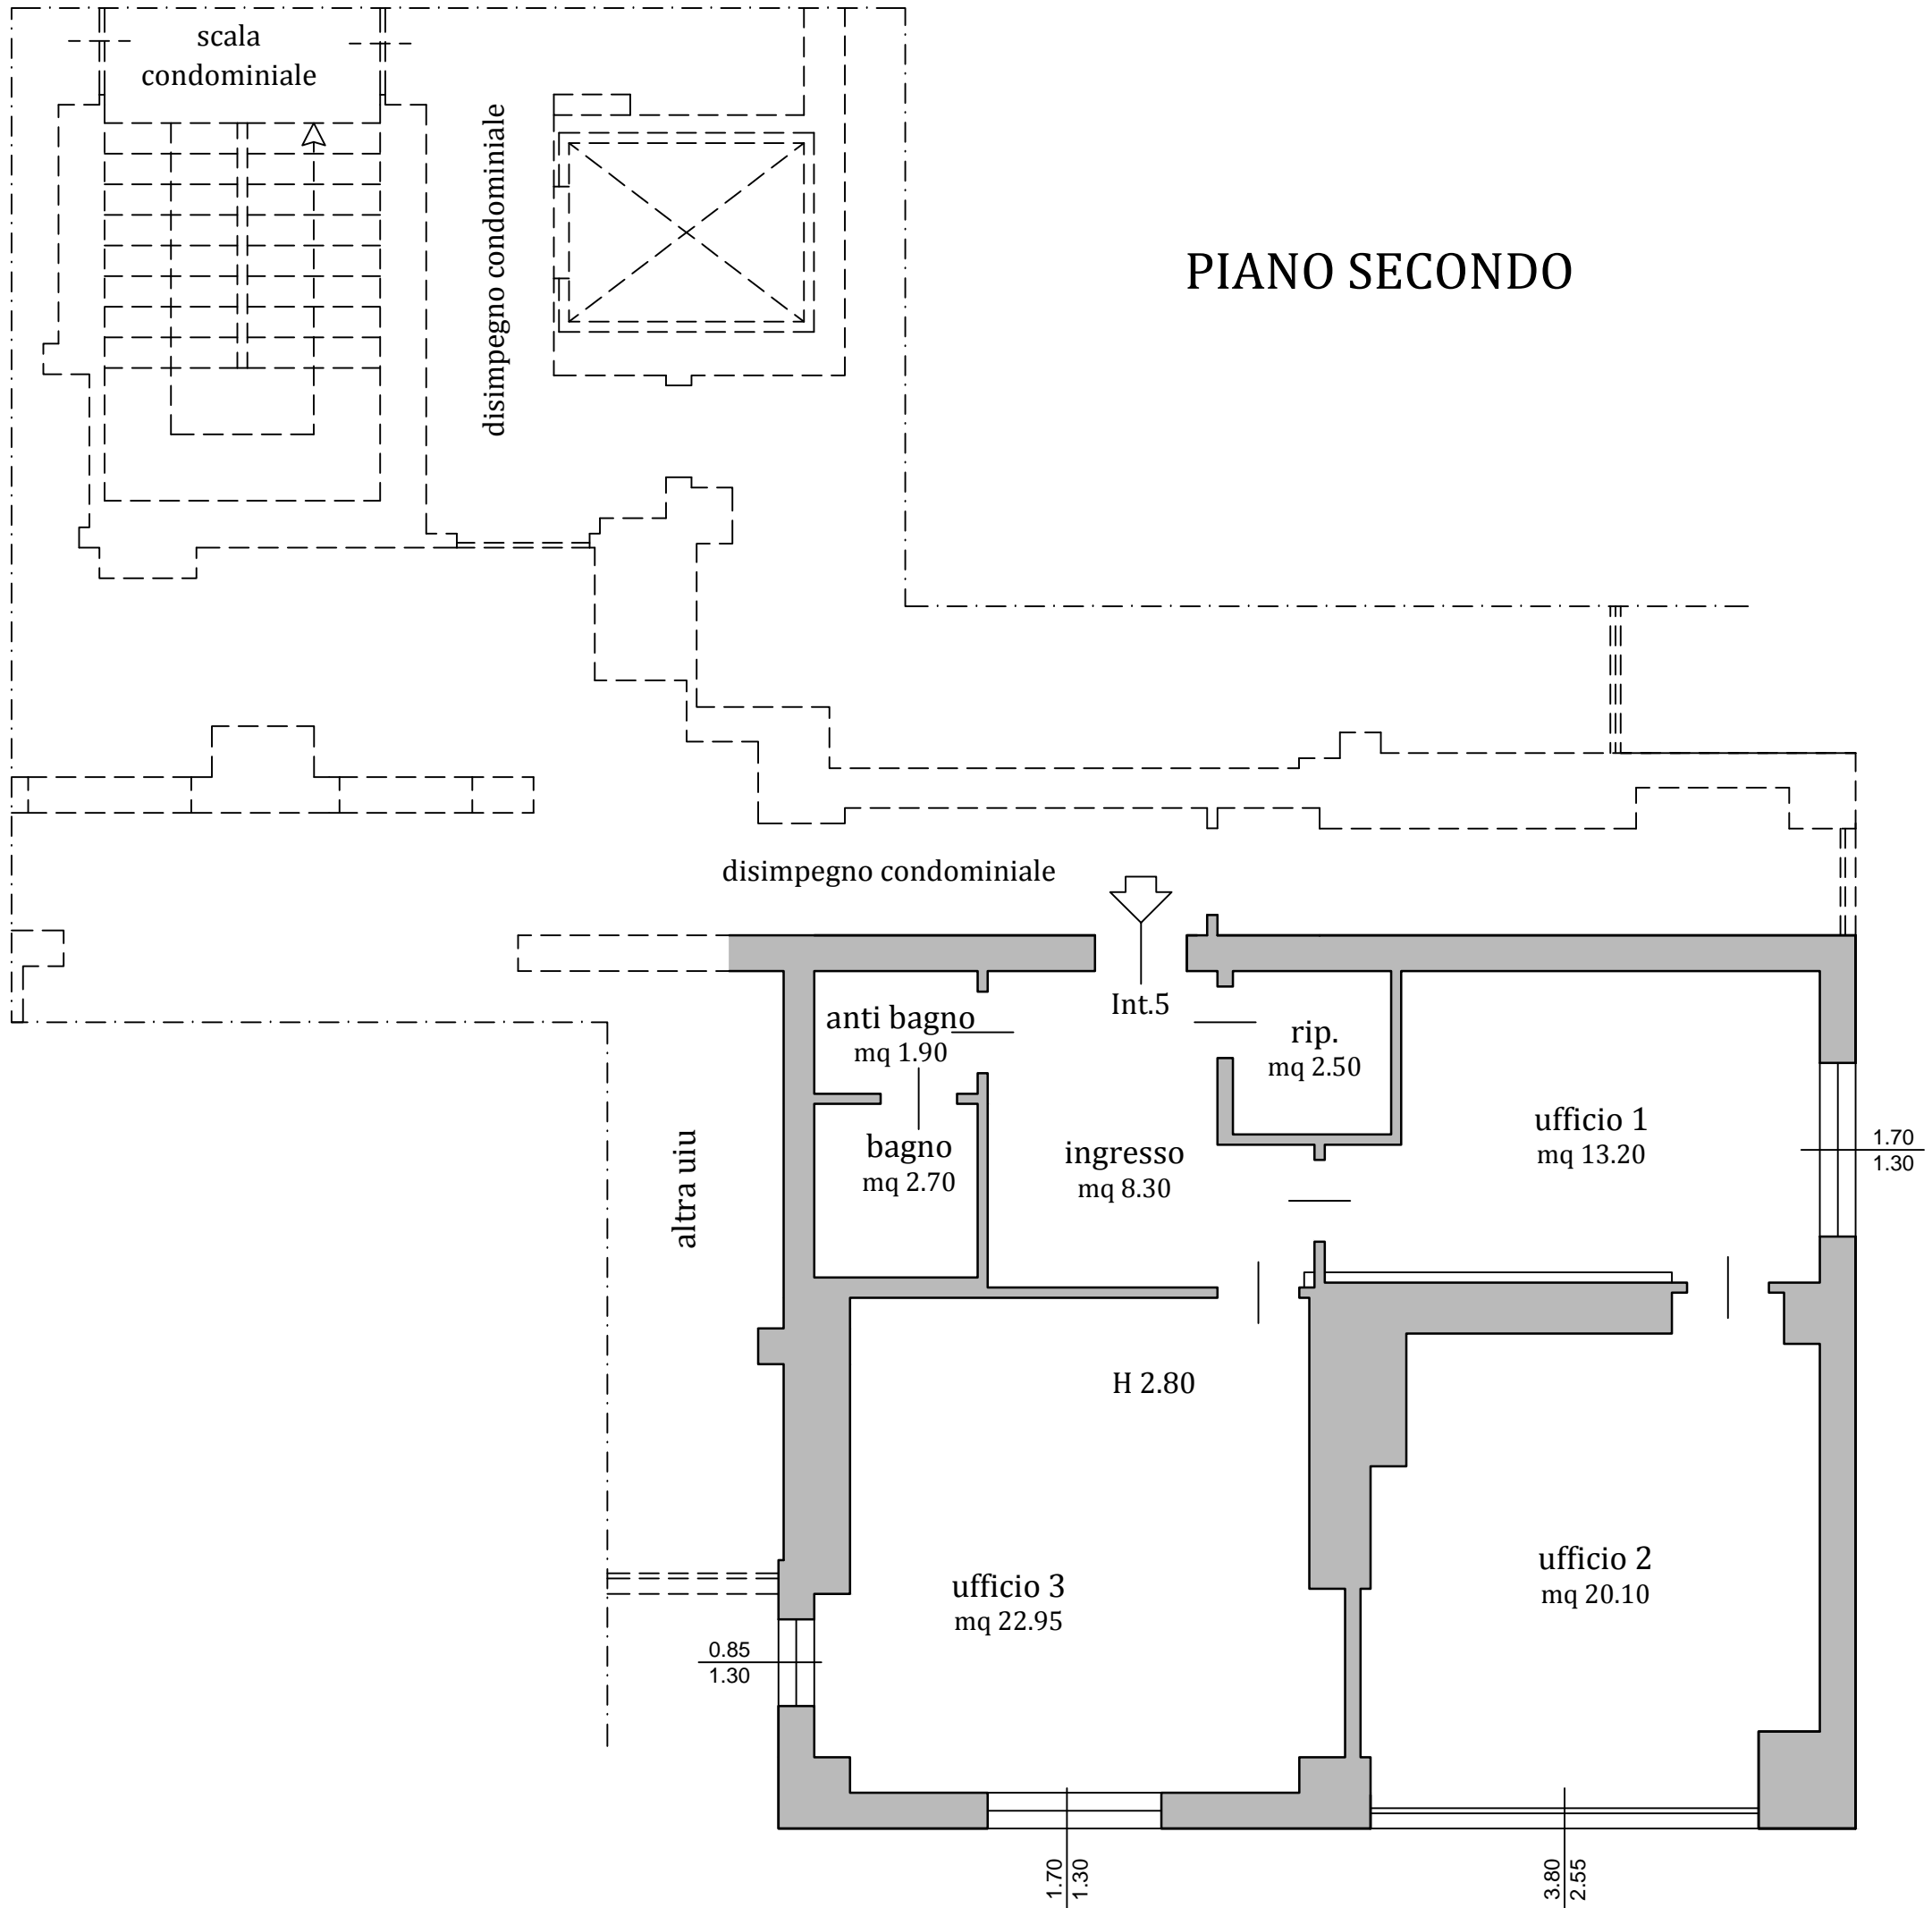 scala
condominiale
disimpegno condominiale
PIANO SECONDO
disimpegno condominiale
Int.5
anti bagno
mq 1.90
rip.
mq 2.50
ufficio 1
mq 13.20
1.70
1.30
bagno
mq 2.70
ingresso
mq 8.30
altra uiu
H 2.80
ufficio 2
mq 20.10
ufficio 3
mq 22.95
0.85
1.30
1.70
1.30
3.80
2.55